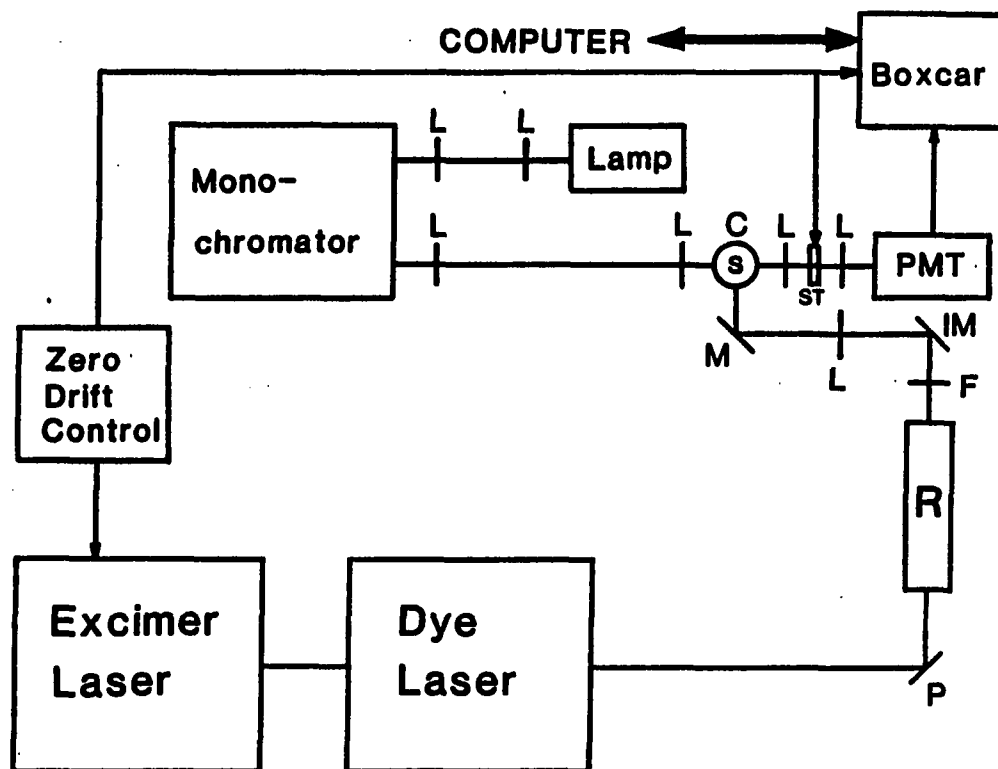 COMPUTER
Boxcar
L
L
Lamp
Mono-
chromator
L
L
C
L
L
S
ST
PMT
M
L
IM
F
Zero
Drift
Control
R
Excimer
Laser
Dye
Laser
P